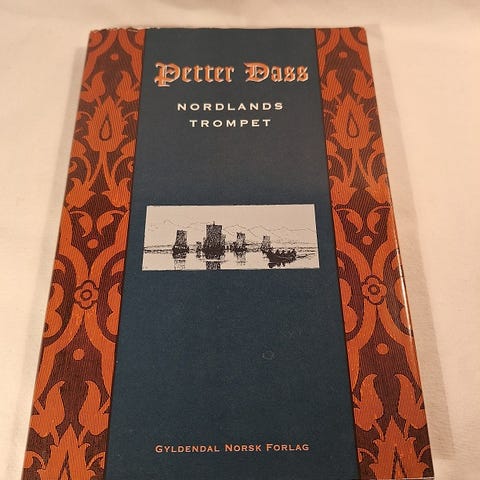 Petter Dass
NORDLANDS
TROMPET
GYLDENDAL NORSK FORLAG